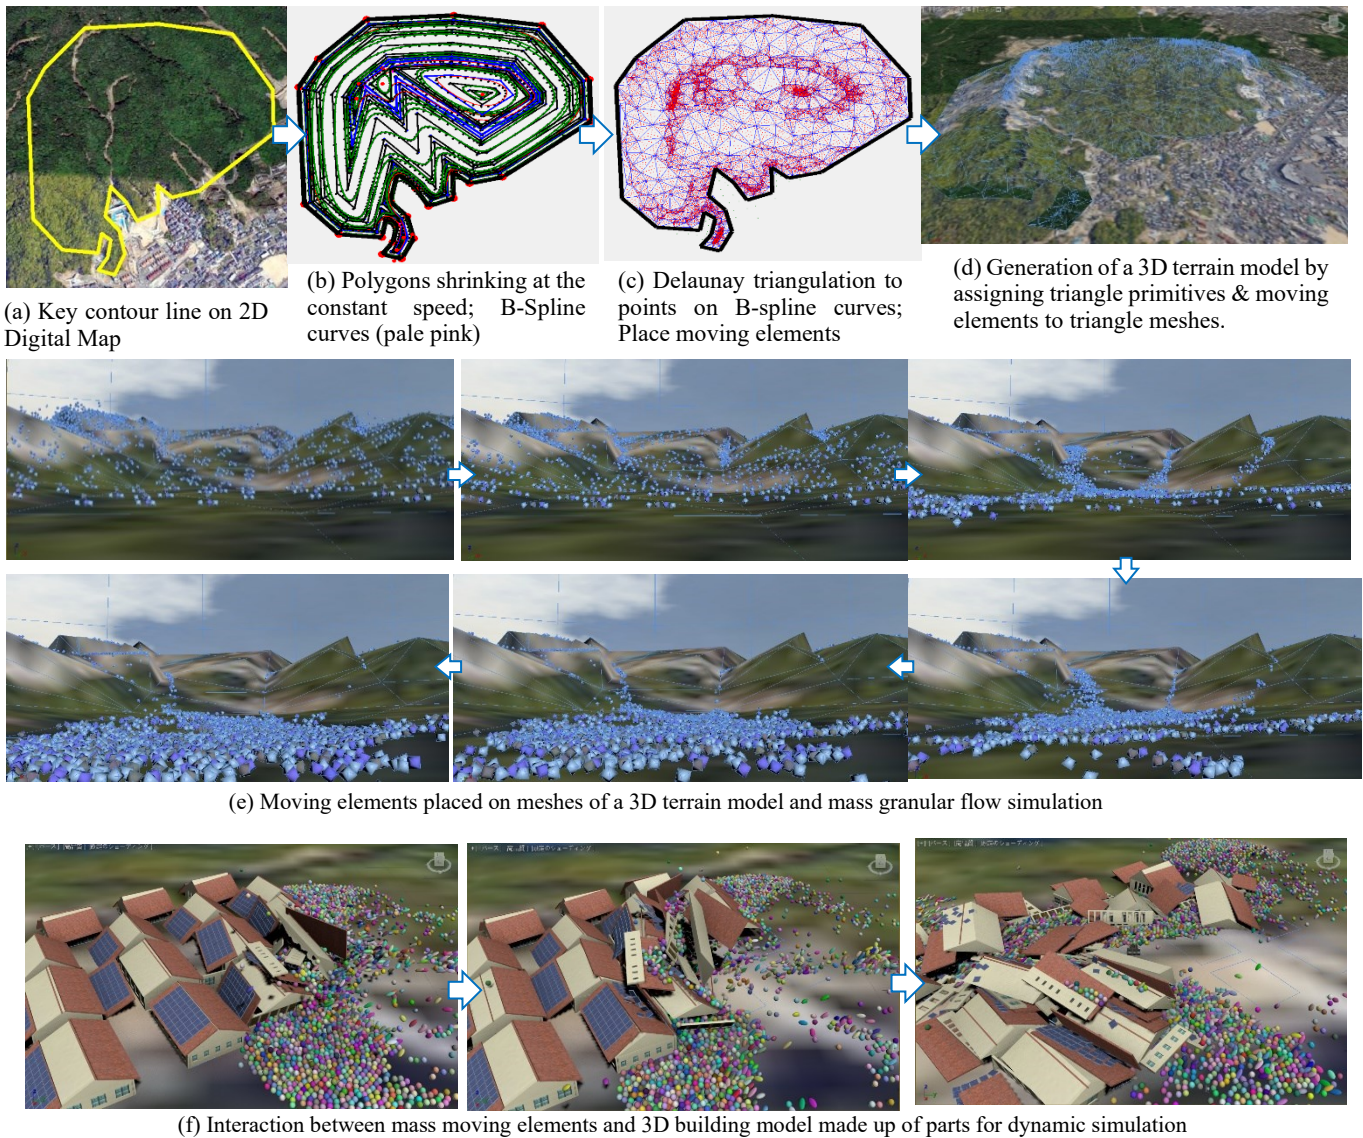 (a) Key contour line on 2D
Digital Map
(b) Polygons shrinking at the
constant speed; B-Spline
curves (pale pink)
(c) Delaunay triangulation to
points on B-spline curves;
Place moving elements
(d) Generation of a 3D terrain model by
assigning triangle primitives & moving
elements to triangle meshes.
(e) Moving elements placed on meshes of a 3D terrain model and mass granular flow simulation
(f) Interaction between mass moving elements and 3D building model made up of parts for dynamic simulation